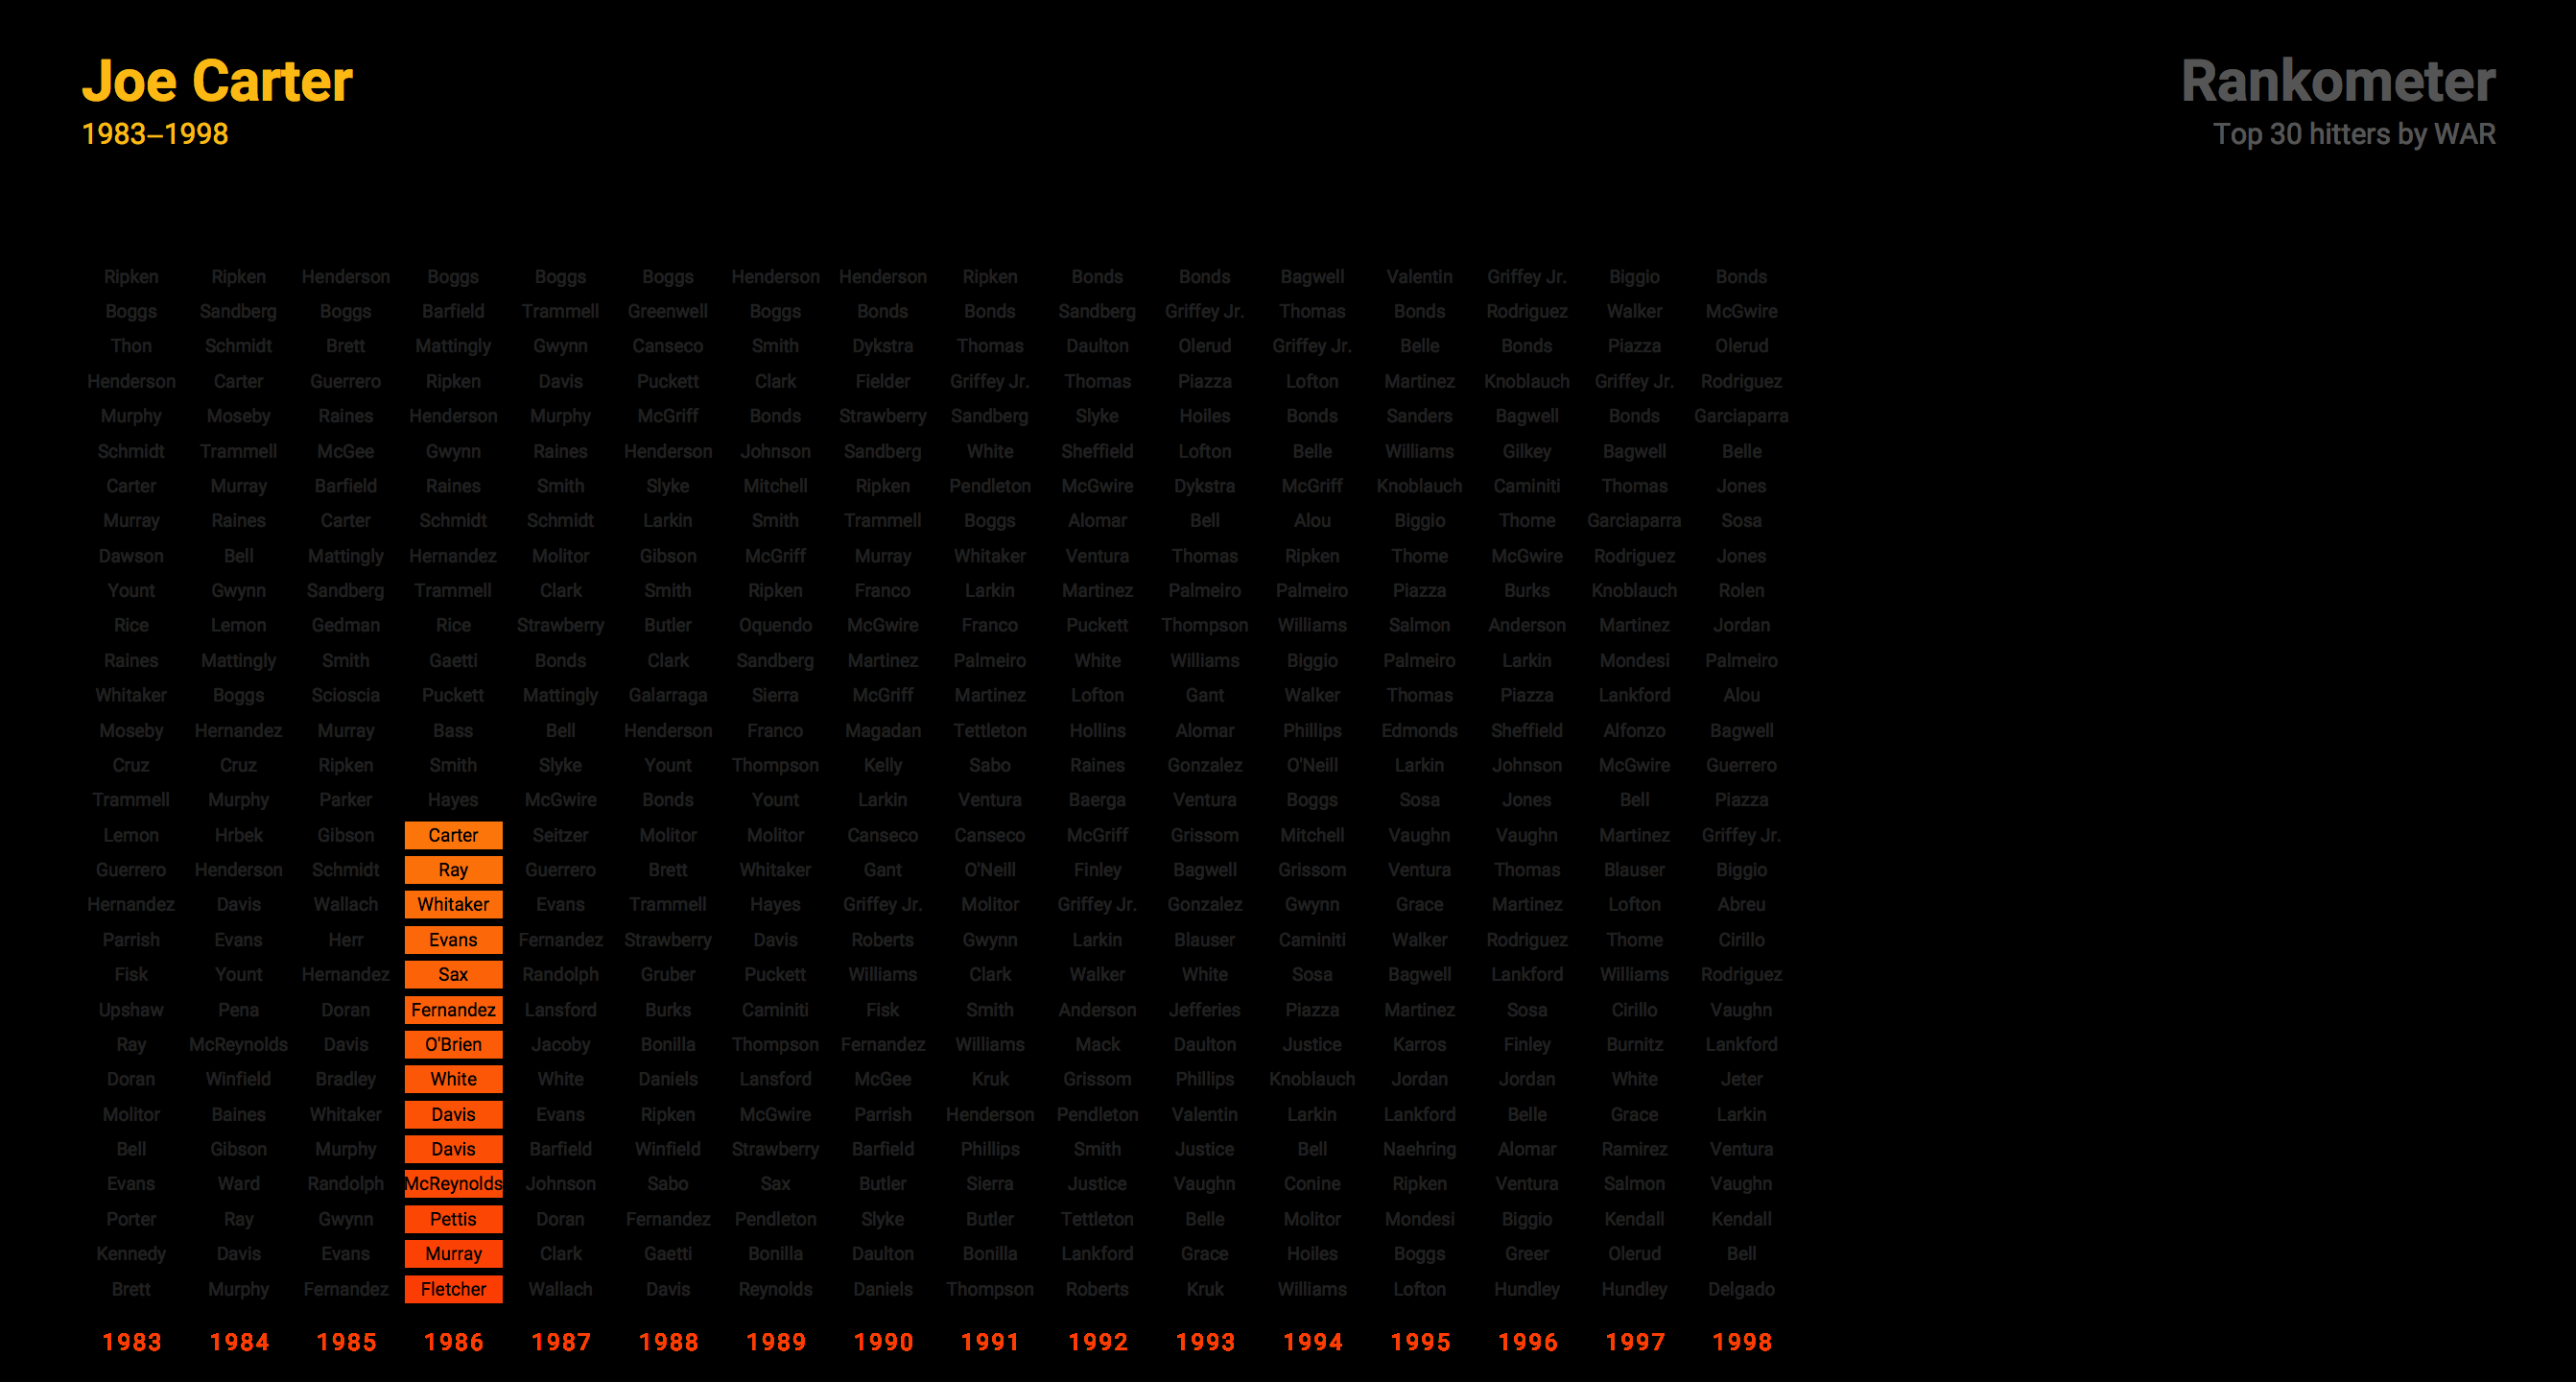 Joe Carter
1983–1998
Rankometer
Top 30 hitters by WAR
Ripken Ripken Henderson Boggs Boggs Boggs Henderson Henderson Ripken Bonds Bonds Bagwell Valentin Griffey Jr. Biggio Bonds
Boggs Sandberg Boggs Barfield Trammell Greenwell Boggs Bonds Bonds Sandberg Griffey Jr. Thomas Bonds Rodriguez Walker McGwire
Thon Schmidt Brett Mattingly Gwynn Canseco Smith Dykstra Thomas Daulton Olerud Griffey Jr. Belle Bonds Piazza Olerud
Henderson Carter Guerrero Ripken Davis Puckett Clark Fielder Griffey Jr. Thomas Piazza Lofton Martinez Knoblauch Griffey Jr. Rodriguez
Murphy Moseby Raines Henderson Murphy McGriff Bonds Strawberry Sandberg Slyke Hoiles Bonds Sanders Bagwell Bonds Garciaparra
Schmidt Trammell McGee Gwynn Raines Henderson Johnson Sandberg White Sheffield Lofton Belle Williams Gilkey Bagwell Belle
Carter Murray Barfield Raines Smith Slyke Mitchell Ripken Pendleton McGwire Dykstra McGriff Knoblauch Caminiti Thomas Jones
Murray Raines Carter Schmidt Schmidt Larkin Smith Trammell Boggs Alomar Bell Alou Biggio Thome Garciaparra Sosa
Dawson Bell Mattingly Hernandez Molitor Gibson McGriff Murray Whitaker Ventura Thomas Ripken Thome McGwire Rodriguez Jones
Yount Gwynn Sandberg Trammell Clark Smith Ripken Franco Larkin Martinez Palmeiro Palmeiro Piazza Burks Knoblauch Rolen
Rice Lemon Gedman Rice Strawberry Butler Oquendo McGwire Franco Puckett Thompson Williams Salmon Anderson Martinez Jordan
Raines Mattingly Smith Gaetti Bonds Clark Sandberg Martinez Palmeiro White Williams Biggio Palmeiro Larkin Mondesi Palmeiro
Whitaker Boggs Scioscia Puckett Mattingly Galarraga Sierra McGriff Martinez Lofton Gant Walker Thomas Piazza Lankford Alou
Moseby Hernandez Murray Bass Bell Henderson Franco Magadan Tettleton Hollins Alomar Phillips Edmonds Sheffield Alfonzo Bagwell
Cruz Cruz Ripken Smith Slyke Yount Thompson Kelly Sabo Raines Gonzalez O'Neill Larkin Johnson McGwire Guerrero
Trammell Murphy Parker Hayes McGwire Bonds Yount Larkin Ventura Baerga Ventura Boggs Sosa Jones Bell Piazza
Lemon Hrbek Gibson Carter Seitzer Molitor Molitor Canseco Canseco McGriff Grissom Mitchell Vaughn Vaughn Martinez Griffey Jr.
Guerrero Henderson Schmidt Ray Guerrero Brett Whitaker Gant O'Neill Finley Bagwell Grissom Ventura Thomas Blauser Biggio
Hernandez Davis Wallach Whitaker Evans Trammell Hayes Griffey Jr. Molitor Griffey Jr. Gonzalez Gwynn Grace Martinez Lofton Abreu
Parrish Evans Herr Evans Fernandez Strawberry Davis Roberts Gwynn Larkin Blauser Caminiti Walker Rodriguez Thome Cirillo
Fisk Yount Hernandez Sax Randolph Gruber Puckett Williams Clark Walker White Sosa Bagwell Lankford Williams Rodriguez
Upshaw Pena Doran Fernandez Lansford Burks Caminiti Fisk Smith Anderson Jefferies Piazza Martinez Sosa Cirillo Vaughn
Ray McReynolds Davis O'Brien Jacoby Bonilla Thompson Fernandez Williams Mack Daulton Justice Karros Finley Burnitz Lankford
Doran Winfield Bradley White White Daniels Lansford McGee Kruk Grissom Phillips Knoblauch Jordan Jordan White Jeter
Molitor Baines Whitaker Davis Evans Ripken McGwire Parrish Henderson Pendleton Valentin Larkin Lankford Belle Grace Larkin
Bell Gibson Murphy Davis Barfield Winfield Strawberry Barfield Phillips Smith Justice Bell Naehring Alomar Ramirez Ventura
Evans Ward Randolph McReynolds Johnson Sabo Sax Butler Sierra Justice Vaughn Conine Ripken Ventura Salmon Vaughn
Porter Ray Gwynn Pettis Doran Fernandez Pendleton Slyke Butler Tettleton Belle Molitor Mondesi Biggio Kendall Kendall
Kennedy Davis Evans Murray Clark Gaetti Bonilla Daulton Bonilla Lankford Grace Hoiles Boggs Greer Olerud Bell
Brett Murphy Fernandez Fletcher Wallach Davis Reynolds Daniels Thompson Roberts Kruk Williams Lofton Hundley Hundley Delgado
1983 1984 1985 1986 1987 1988 1989 1990 1991 1992 1993 1994 1995 1996 1997 1998